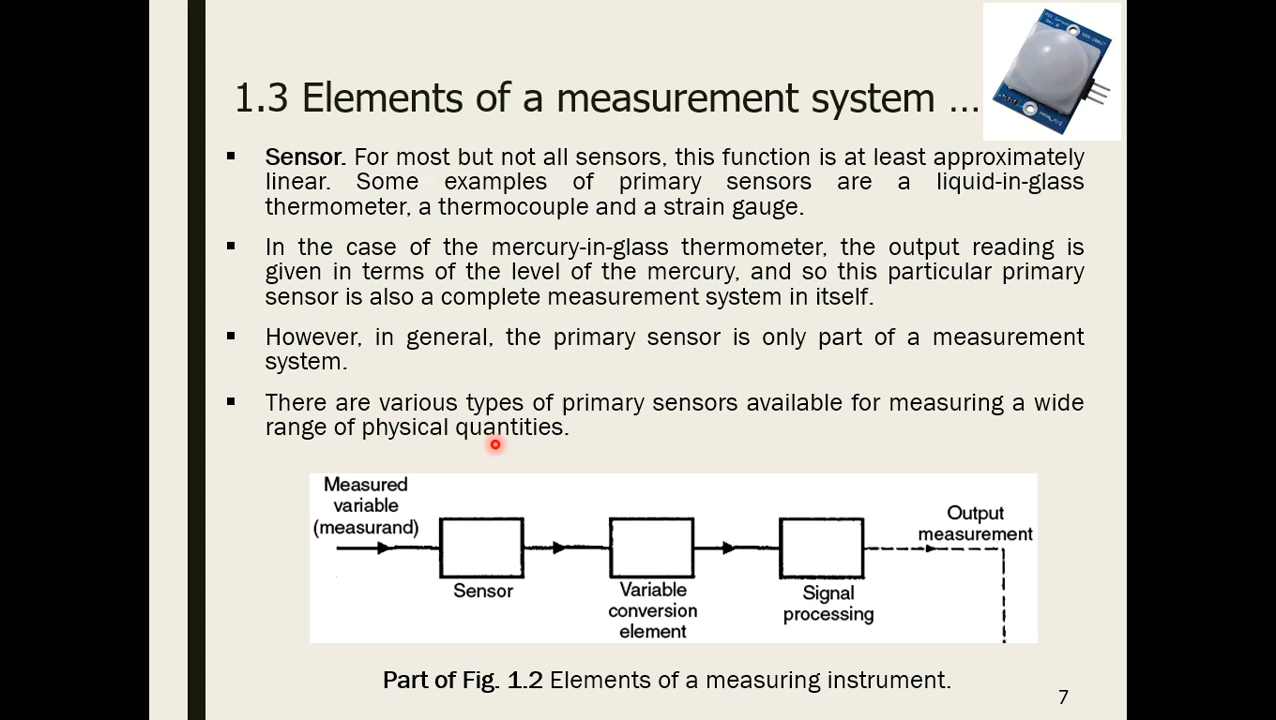 1.3 Elements of a measurement system ...
▪ Sensor. For most but not all sensors, this function is at least approximately
linear. Some examples of primary sensors are a liquid-in-glass
thermometer, a thermocouple and a strain gauge.
▪ In the case of the mercury-in-glass thermometer, the output reading is
given in terms of the level of the mercury, and so this particular primary
sensor is also a complete measurement system in itself.
▪ However, in general, the primary sensor is only part of a measurement
system.
▪ There are various types of primary sensors available for measuring a wide
range of physical quantities.
Measured
variable
(measurand)
Sensor
Variable
conversion
element
Signal
processing
Output
measurement
Part of Fig. 1.2 Elements of a measuring instrument.
7